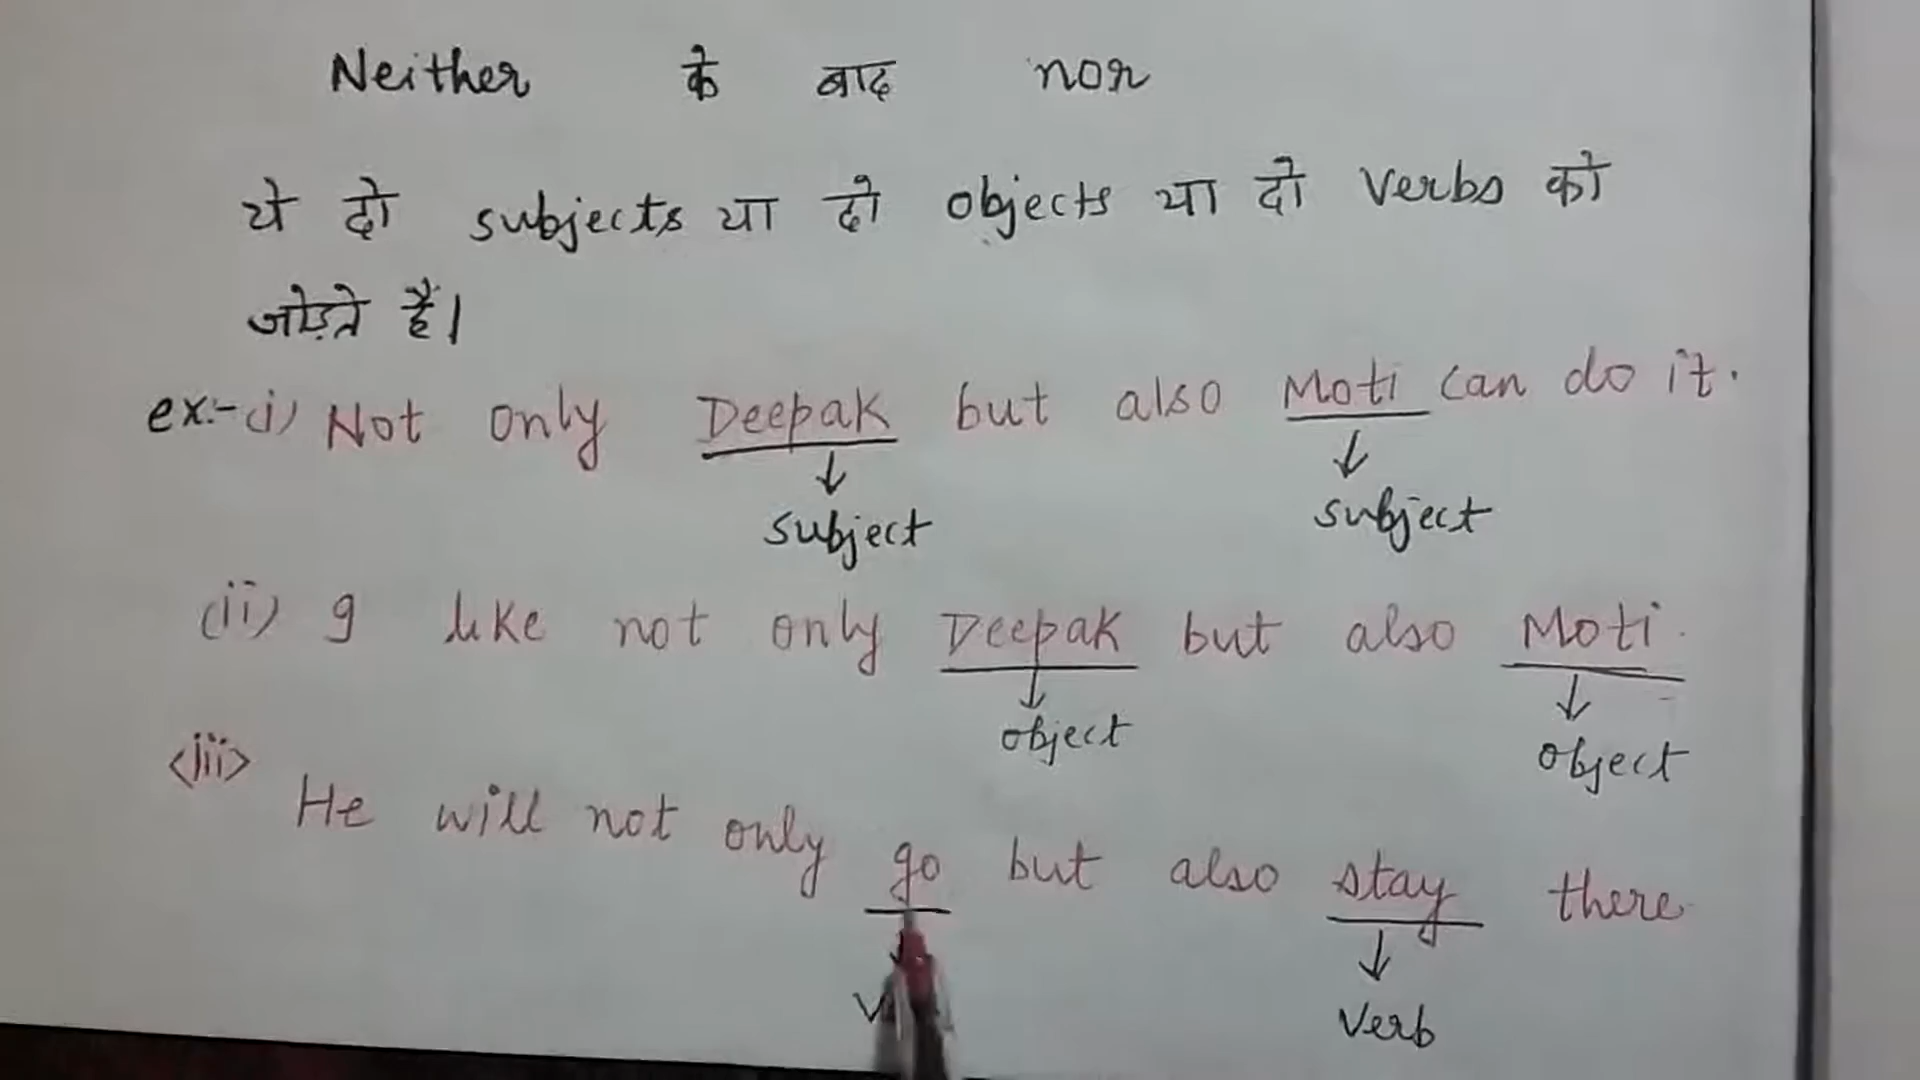 Neither के बाद nor
ये दो subjects या दो objects या दो verbs को
जोड़ते हैं।
ex:- (i) Not only Deepak but also Moti can do it.
subject subject
(ii) I like not only Deepak but also Moti.
object object
<iii> He will not only go but also stay there
verb